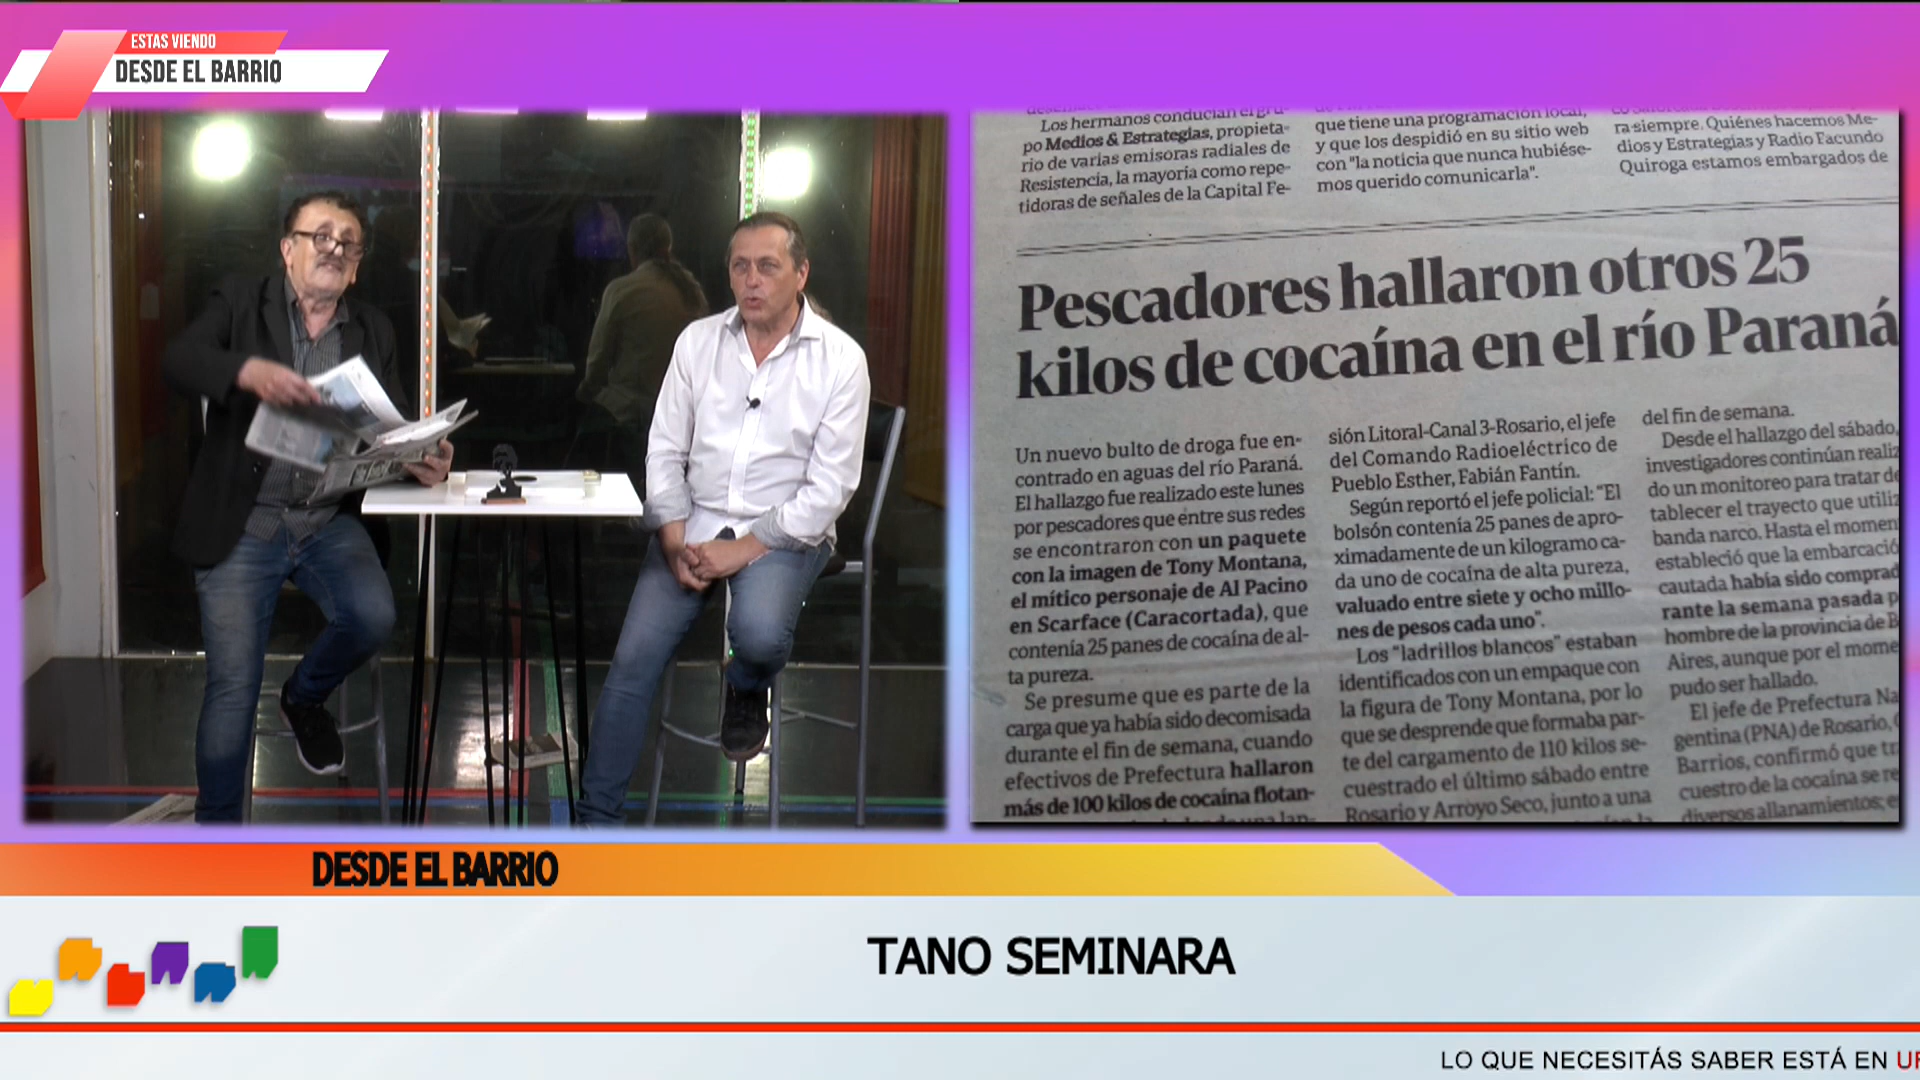 ESTAS VIENDO
DESDE EL BARRIO
Los hermanos conducían el gru-
po Medios & Estrategias, propieta-
rio de varias emisoras radiales de
Resistencia, la mayoría como repe-
tidoras de señales de la Capital Fe-
que tiene una programación local,
y que los despidió en su sitio web
con "la noticia que nunca hubiése-
mos querido comunicarla".
ra siempre. Quiénes hacemos Me-
dios y Estrategias y Radio Facundo
Quiroga estamos embargados de
Pescadores hallaron otros 25
kilos de cocaína en el río Paraná
Un nuevo bulto de droga fue en-
contrado en aguas del río Paraná.
El hallazgo fue realizado este lunes
por pescadores que entre sus redes
se encontraron con un paquete
con la imagen de Tony Montana,
el mítico personaje de Al Pacino
en Scarface (Caracortada), que
contenía 25 panes de cocaína de al-
ta pureza.
Se presume que es parte de la
carga que ya había sido decomisada
durante el fin de semana, cuando
efectivos de Prefectura hallaron
más de 100 kilos de cocaína flotan-
sión Litoral-Canal 3-Rosario, el jefe
del Comando Radioeléctrico de
Pueblo Esther, Fabián Fantín.
Según reportó el jefe policial: "El
bolsón contenía 25 panes de apro-
ximadamente de un kilogramo ca-
da uno de cocaína de alta pureza,
valuado entre siete y ocho millo-
nes de pesos cada uno".
Los "ladrillos blancos" estaban
identificados con un empaque con
la figura de Tony Montana, por lo
que se desprende que formaba par-
te del cargamento de 110 kilos se-
cuestrado el último sábado entre
Rosario y Arroyo Seco, junto a una
del fin de semana.
Desde el hallazgo del sábado,
investigadores continúan realiz
do un monitoreo para tratar de
tablecer el trayecto que utiliz
banda narco. Hasta el momen
estableció que la embarcació
cautada había sido comprad
rante la semana pasada p
hombre de la provincia de B
Aires, aunque por el mome
pudo ser hallado.
El jefe de Prefectura Na
gentina (PNA) de Rosario,
Barrios, confirmó que tr
cuestro de la cocaína se re
diversos allanamientos; e
DESDE EL BARRIO
TANO SEMINARA
LO QUE NECESITÁS SABER ESTÁ EN